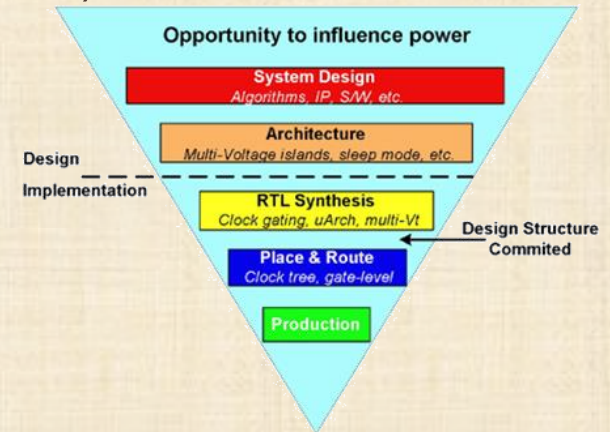 Opportunity to influence power
System Design
Algorithms, IP, S/W, etc.
Architecture
Multi-Voltage islands, sleep mode, etc.
Design
Implementation
RTL Synthesis
Clock gating, uArch, multi-Vt
Design Structure
Commited
Place & Route
Clock tree, gate-level
Production